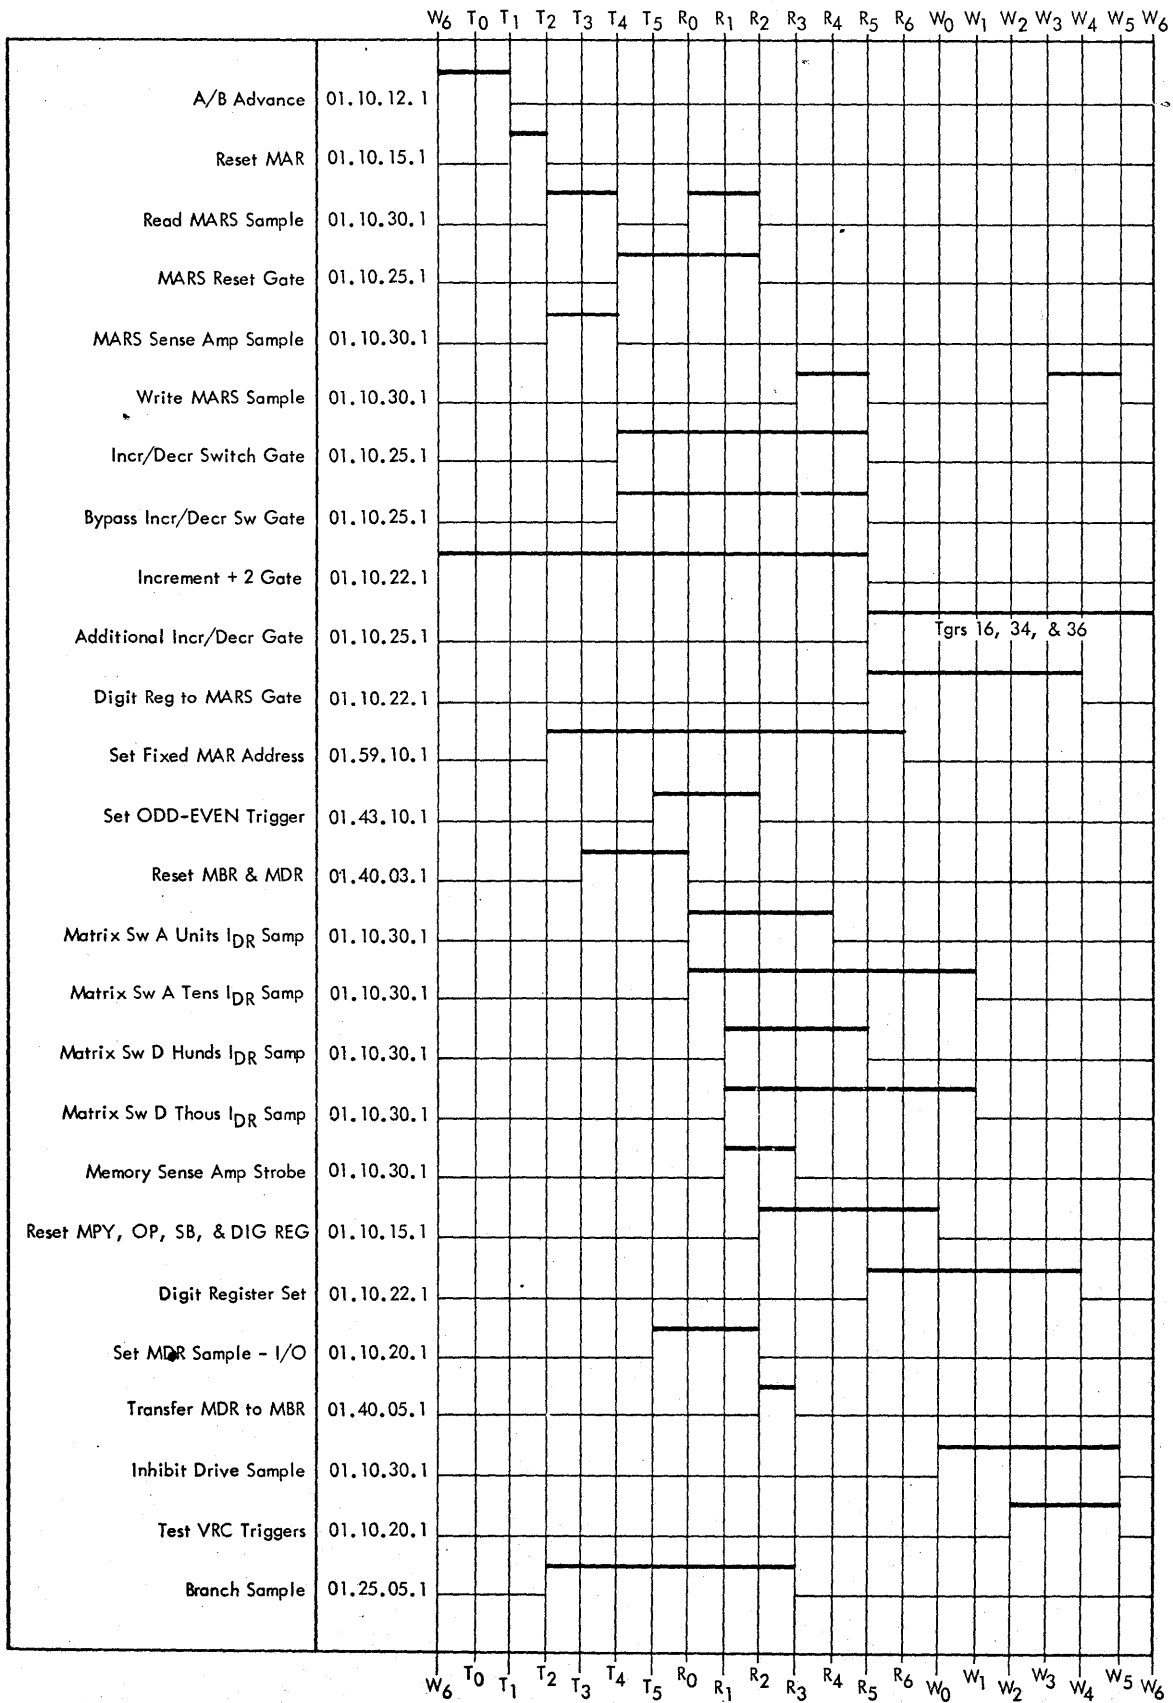 W6 T0 T1 T2 T3 T4 T5 R0 R1 R2 R3 R4 R5 R6 W0 W1 W2 W3 W4 W5 W6
A/B Advance 01.10.12.1
Reset MAR 01.10.15.1
Read MARS Sample 01.10.30.1
MARS Reset Gate 01.10.25.1
MARS Sense Amp Sample 01.10.30.1
Write MARS Sample 01.10.30.1
Incr/Decr Switch Gate 01.10.25.1
Bypass Incr/Decr Sw Gate 01.10.25.1
Increment + 2 Gate 01.10.22.1
Additional Incr/Decr Gate 01.10.25.1 Tgrs 16, 34, & 36
Digit Reg to MARS Gate 01.10.22.1
Set Fixed MAR Address 01.59.10.1
Set ODD-EVEN Trigger 01.43.10.1
Reset MBR & MDR 01.40.03.1
Matrix Sw A Units IDR Samp 01.10.30.1
Matrix Sw A Tens IDR Samp 01.10.30.1
Matrix Sw D Hunds IDR Samp 01.10.30.1
Matrix Sw D Thous IDR Samp 01.10.30.1
Memory Sense Amp Strobe 01.10.30.1
Reset MPY, OP, SB, & DIG REG 01.10.15.1
Digit Register Set 01.10.22.1
Set MDR Sample - I/O 01.10.20.1
Transfer MDR to MBR 01.40.05.1
Inhibit Drive Sample 01.10.30.1
Test VRC Triggers 01.10.20.1
Branch Sample 01.25.05.1
W6 T0 T1 T2 T3 T4 T5 R0 R1 R2 R3 R4 R5 R6 W0 W1 W2 W3 W4 W5 W6